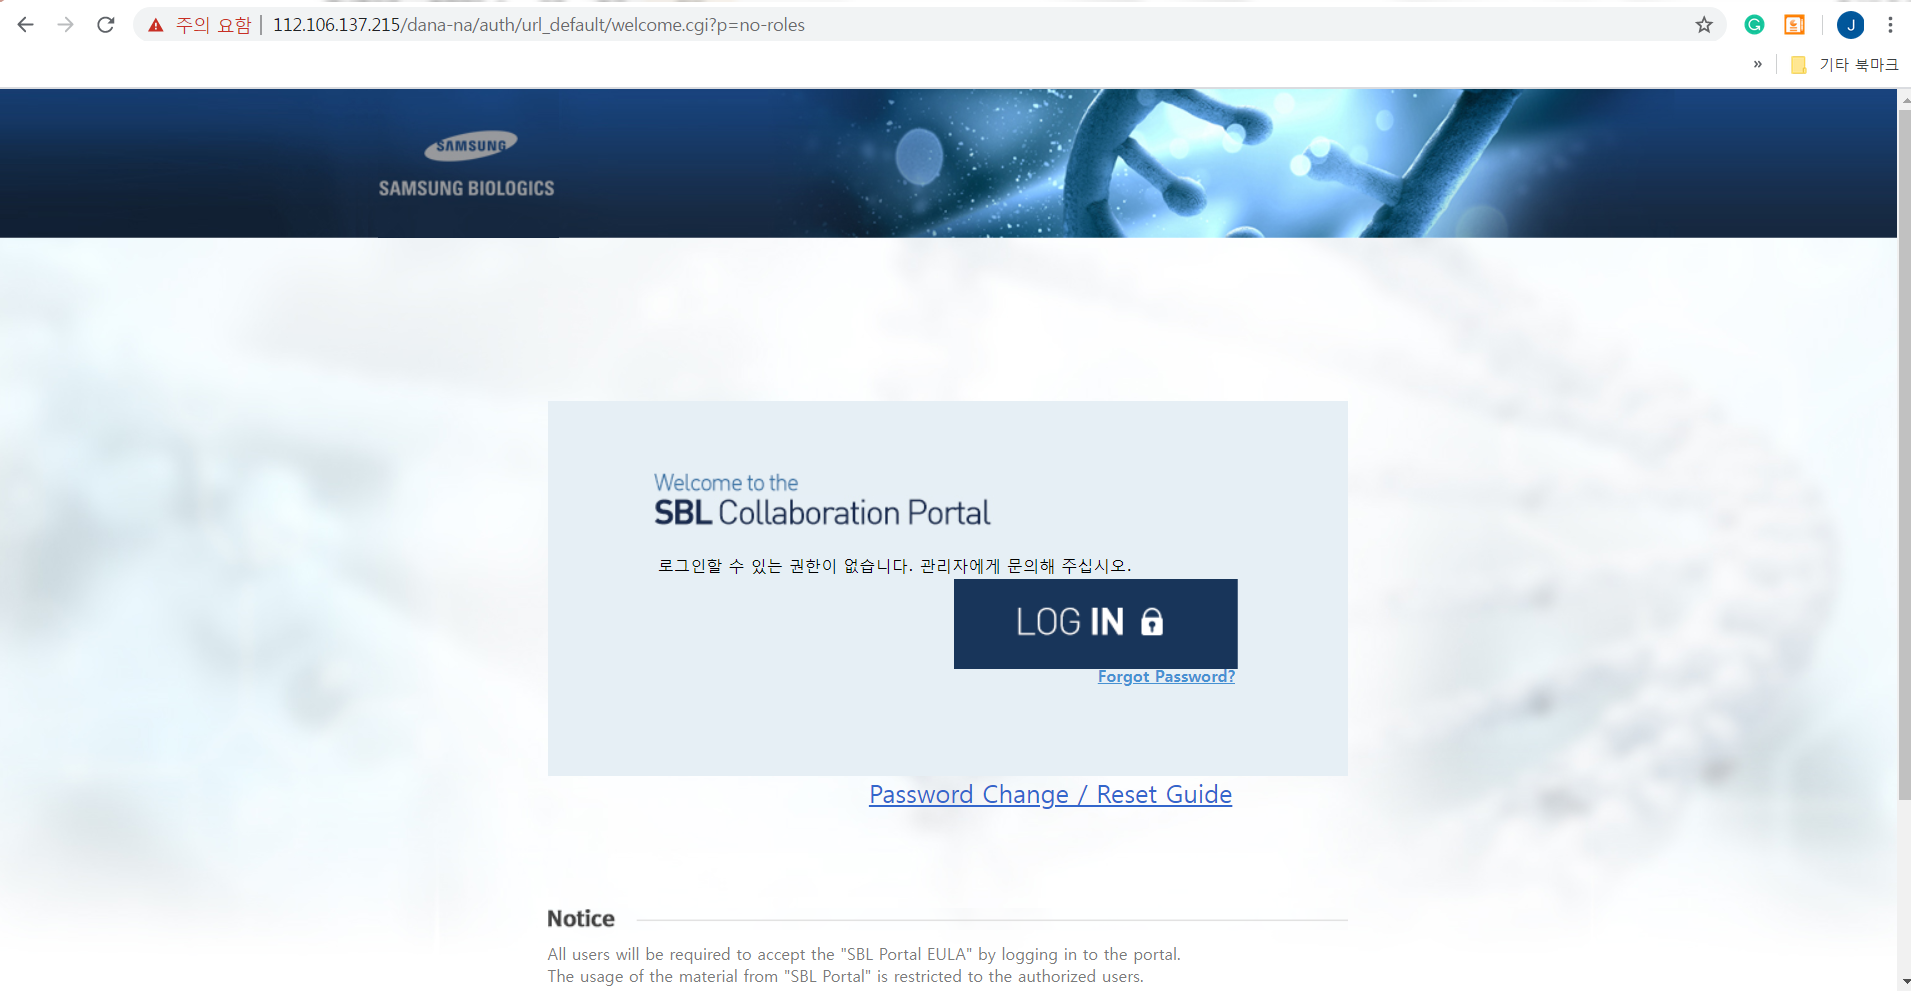 주의 요함 | 112.106.137.215/dana-na/auth/url_default/welcome.cgi?p=no-roles
J
» 기타 북마크
SAMSUNG
SAMSUNG BIOLOGICS
Welcome to the
SBL Collaboration Portal
로그인할 수 있는 권한이 없습니다. 관리자에게 문의해 주십시오.
LOG IN
Forgot Password?
Password Change / Reset Guide
Notice
All users will be required to accept the "SBL Portal EULA" by logging in to the portal.
The usage of the material from "SBL Portal" is restricted to the authorized users.